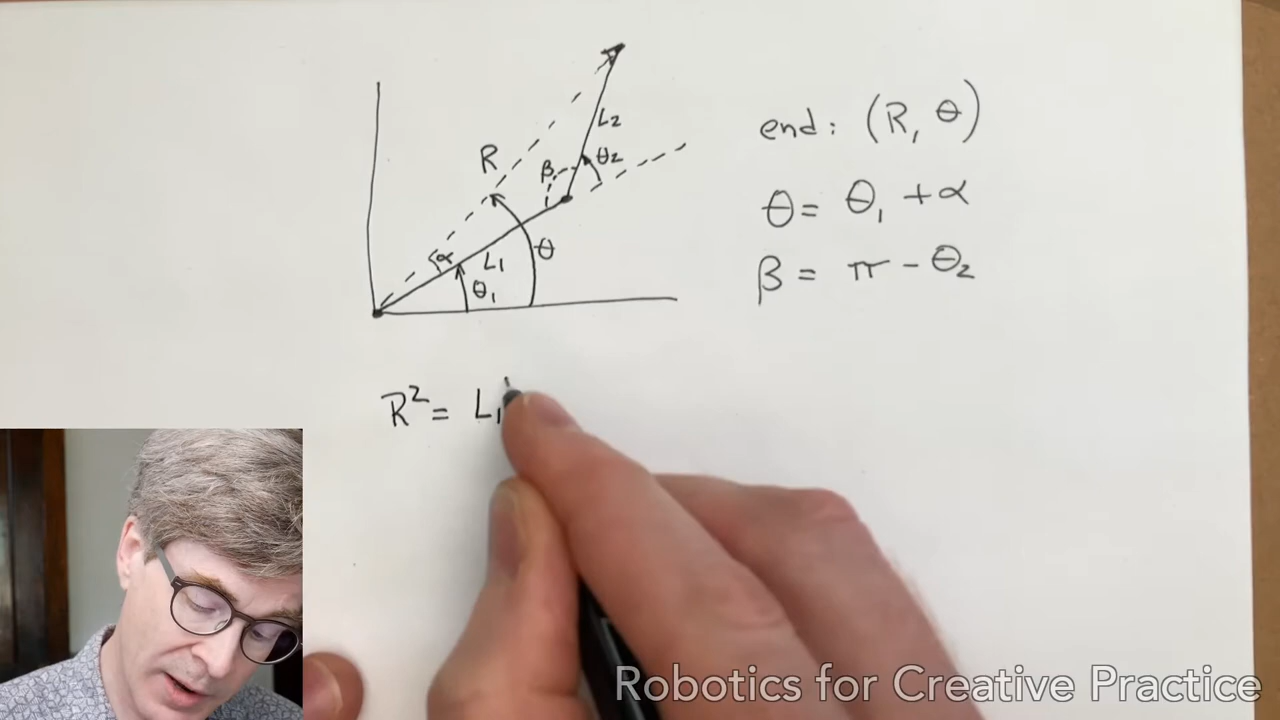 R
L₂
β
θ₂
α
L₁
θ
θ₁
end: (R, θ)
θ = θ₁ + α
β = π - θ₂
R² = L₁
Robotics for Creative Practice